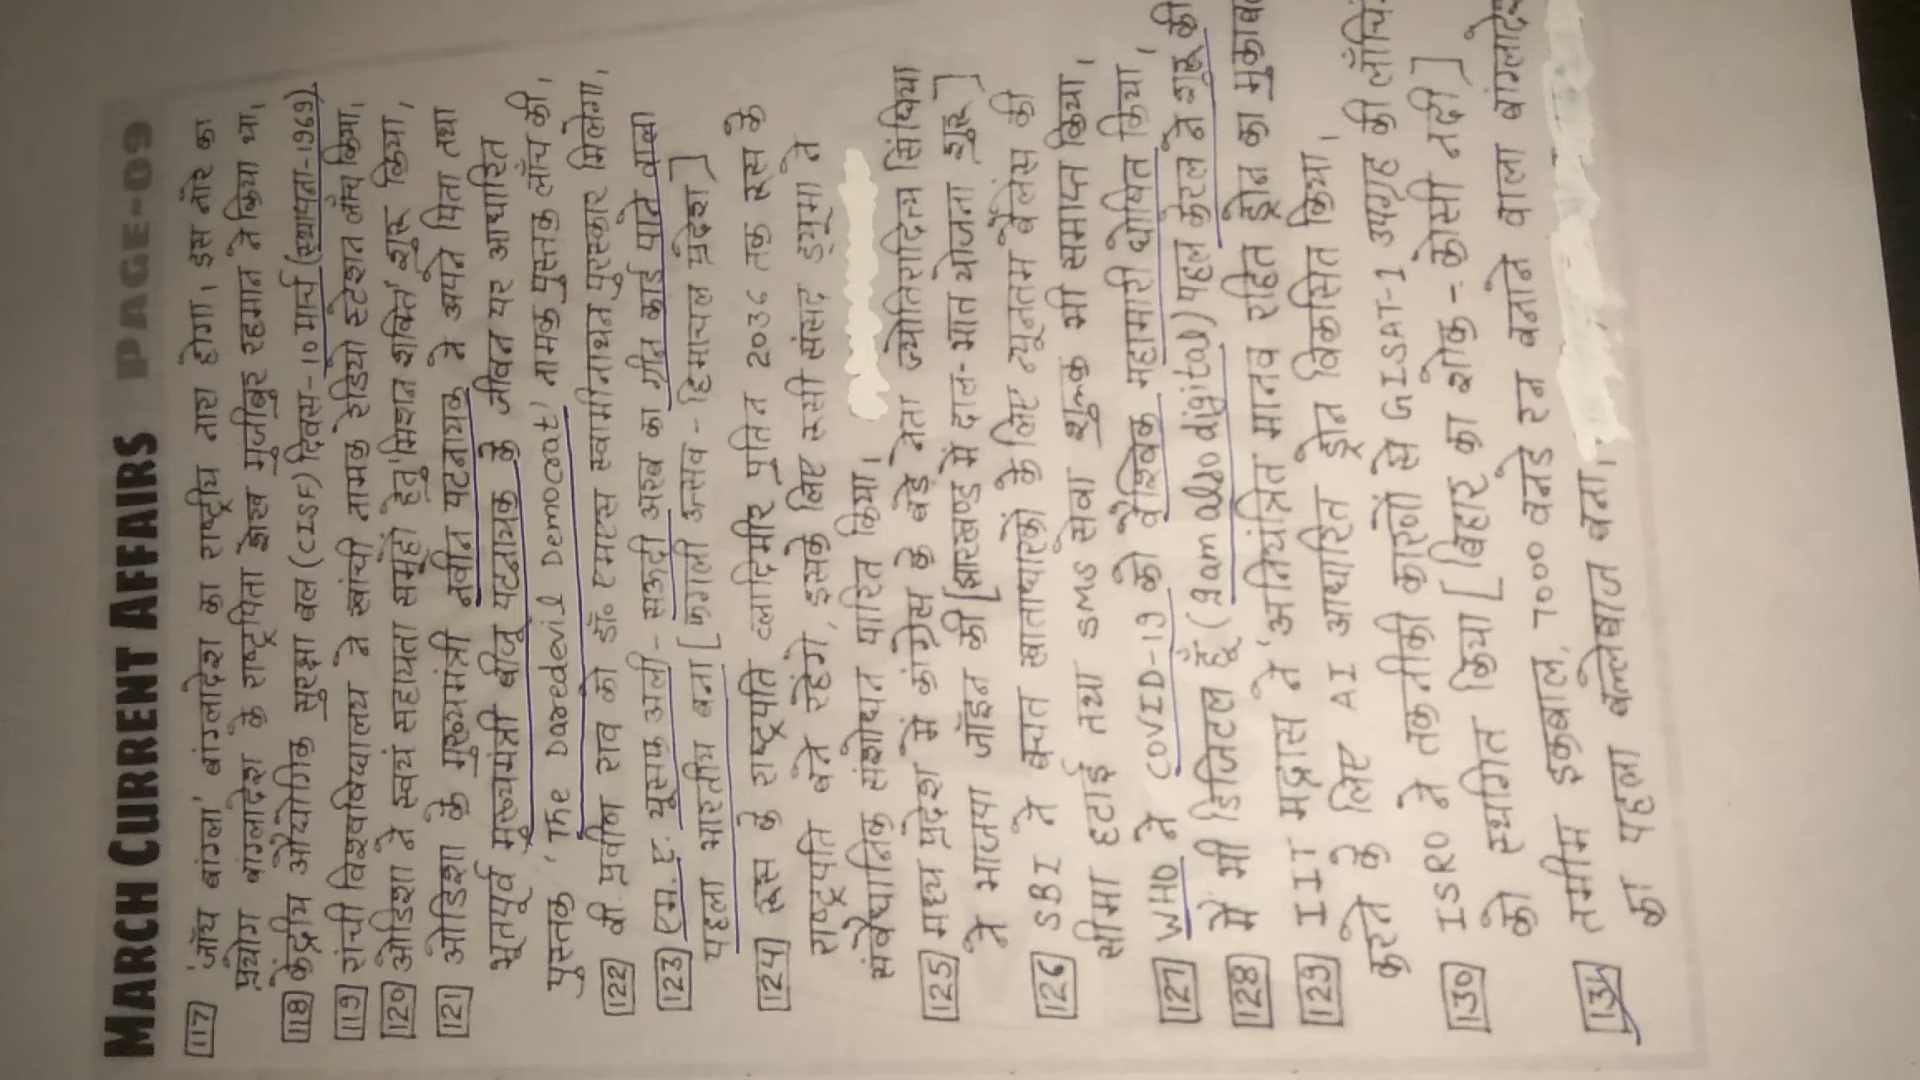 MARCH CURRENT AFFAIRS PAGE-09
117 'जॉय बांग्ला' बांग्लादेश का राष्ट्रीय नारा होगा। इस नारे का
प्रयोग बांग्लादेश के राष्ट्रपिता शेख मुजीबुर रहमान ने किया था।
118 केंद्रीय औद्योगिक सुरक्षा बल (CISF) दिवस-10 मार्च (स्थापना-1969)
119 रांची विश्वविद्यालय ने खांची नामक रेडियो स्टेशन लाँच किया।
120 ओडिशा ने स्वयं सहायता समूहों हेतु 'मिशन शक्ति' शुरू किया।
121 ओडिशा के मुख्यमंत्री नवीन पटनायक ने अपने पिता तथा
भूतपूर्व मुख्यमंत्री बीजू पटनायक के जीवन पर आधारित
पुस्तक 'The Daredevil Democrat' नामक पुस्तक लाँच की।
122 वी. प्रवीण राव को डॉ० एमएस स्वामीनाथन पुरस्कार मिलेगा।
123 एम. ए. यूसुफ अली - सऊदी अरब का ग्रीन कार्ड पाने वाला
पहला भारतीय बना [फगली उत्सव - हिमाचल प्रदेश]
124 रूस के राष्ट्रपति व्लादिमीर पुतिन 2036 तक रूस के
राष्ट्रपति बने रहेंगे, इसके लिए रूसी संसद ड्यूमा ने
संवैधानिक संशोधन पारित किया।
125 मध्य प्रदेश में कांग्रेस के बड़े नेता ज्योतिरादित्य सिंधिया
ने भाजपा जॉइन की [झारखण्ड में दाल-भात योजना शुरू]
126 SBI ने बचत खाताधारकों के लिए न्यूनतम बैलेंस की
सीमा हटाई तथा SMS सेवा शुल्क भी समाप्त किया।
127 WHO ने COVID-19 को वैश्विक महामारी घोषित किया।
128 में भी डिजिटल हूँ (I am also digital) पहल केरल ने शुरू की
129 IIT मद्रास ने 'अनियंत्रित मानव रहित ड्रोन का
करने के लिए AI आधारित ड्रोन विकसित किया।
130 ISRO ने तकनीकी कारणों से GISAT-1 उपग्रह की
को स्थगित किया [बिहार का शोक - कोसी नदी]
131 तमीम इकबाल, 7000 वनडे रन बनाने वाला
का पहला बल्लेबाज बना।